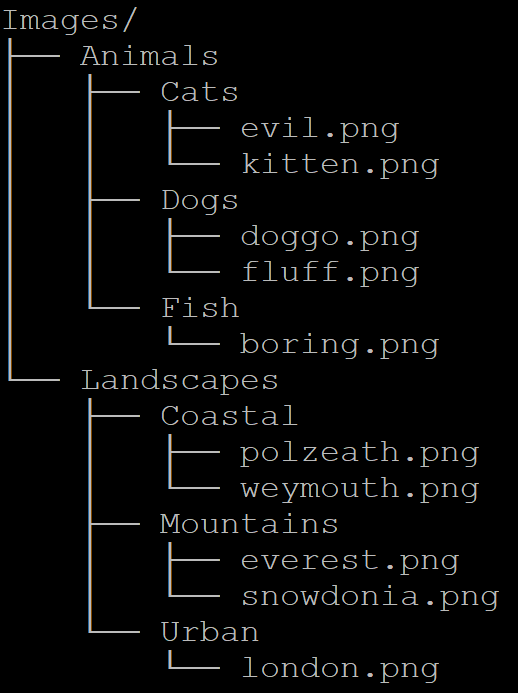 Images/
├── Animals
│   ├── Cats
│   │   ├── evil.png
│   │   └── kitten.png
│   ├── Dogs
│   │   ├── doggo.png
│   │   └── fluff.png
│   └── Fish
│       └── boring.png
└── Landscapes
    ├── Coastal
    │   ├── polzeath.png
    │   └── weymouth.png
    ├── Mountains
    │   ├── everest.png
    │   └── snowdonia.png
    └── Urban
        └── london.png